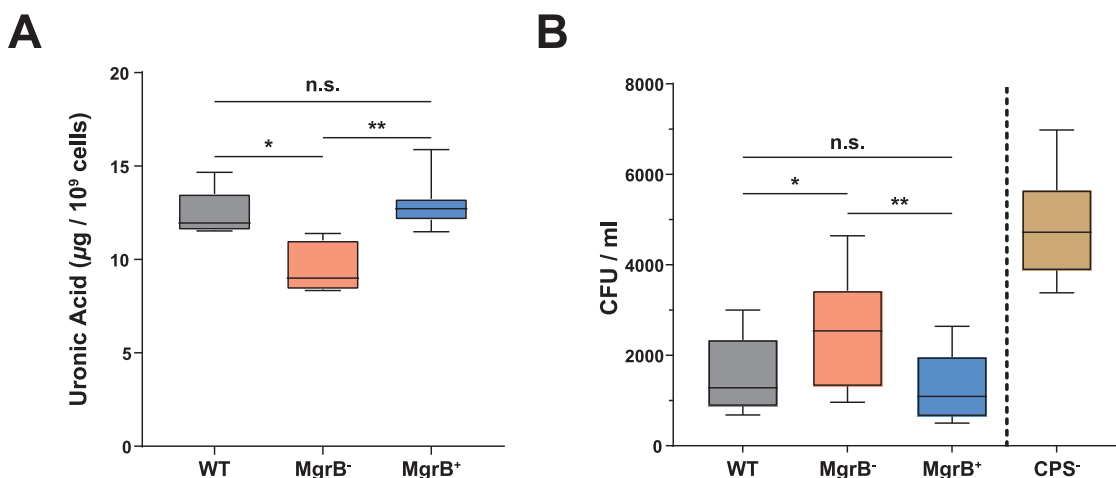 A
Uronic Acid (µg / 10⁹ cells)
20
15
10
5
0
n.s.
*
**
WT
MgrB⁻
MgrB⁺
B
CFU / ml
8000
6000
4000
2000
0
n.s.
*
**
WT
MgrB⁻
MgrB⁺
CPS⁻